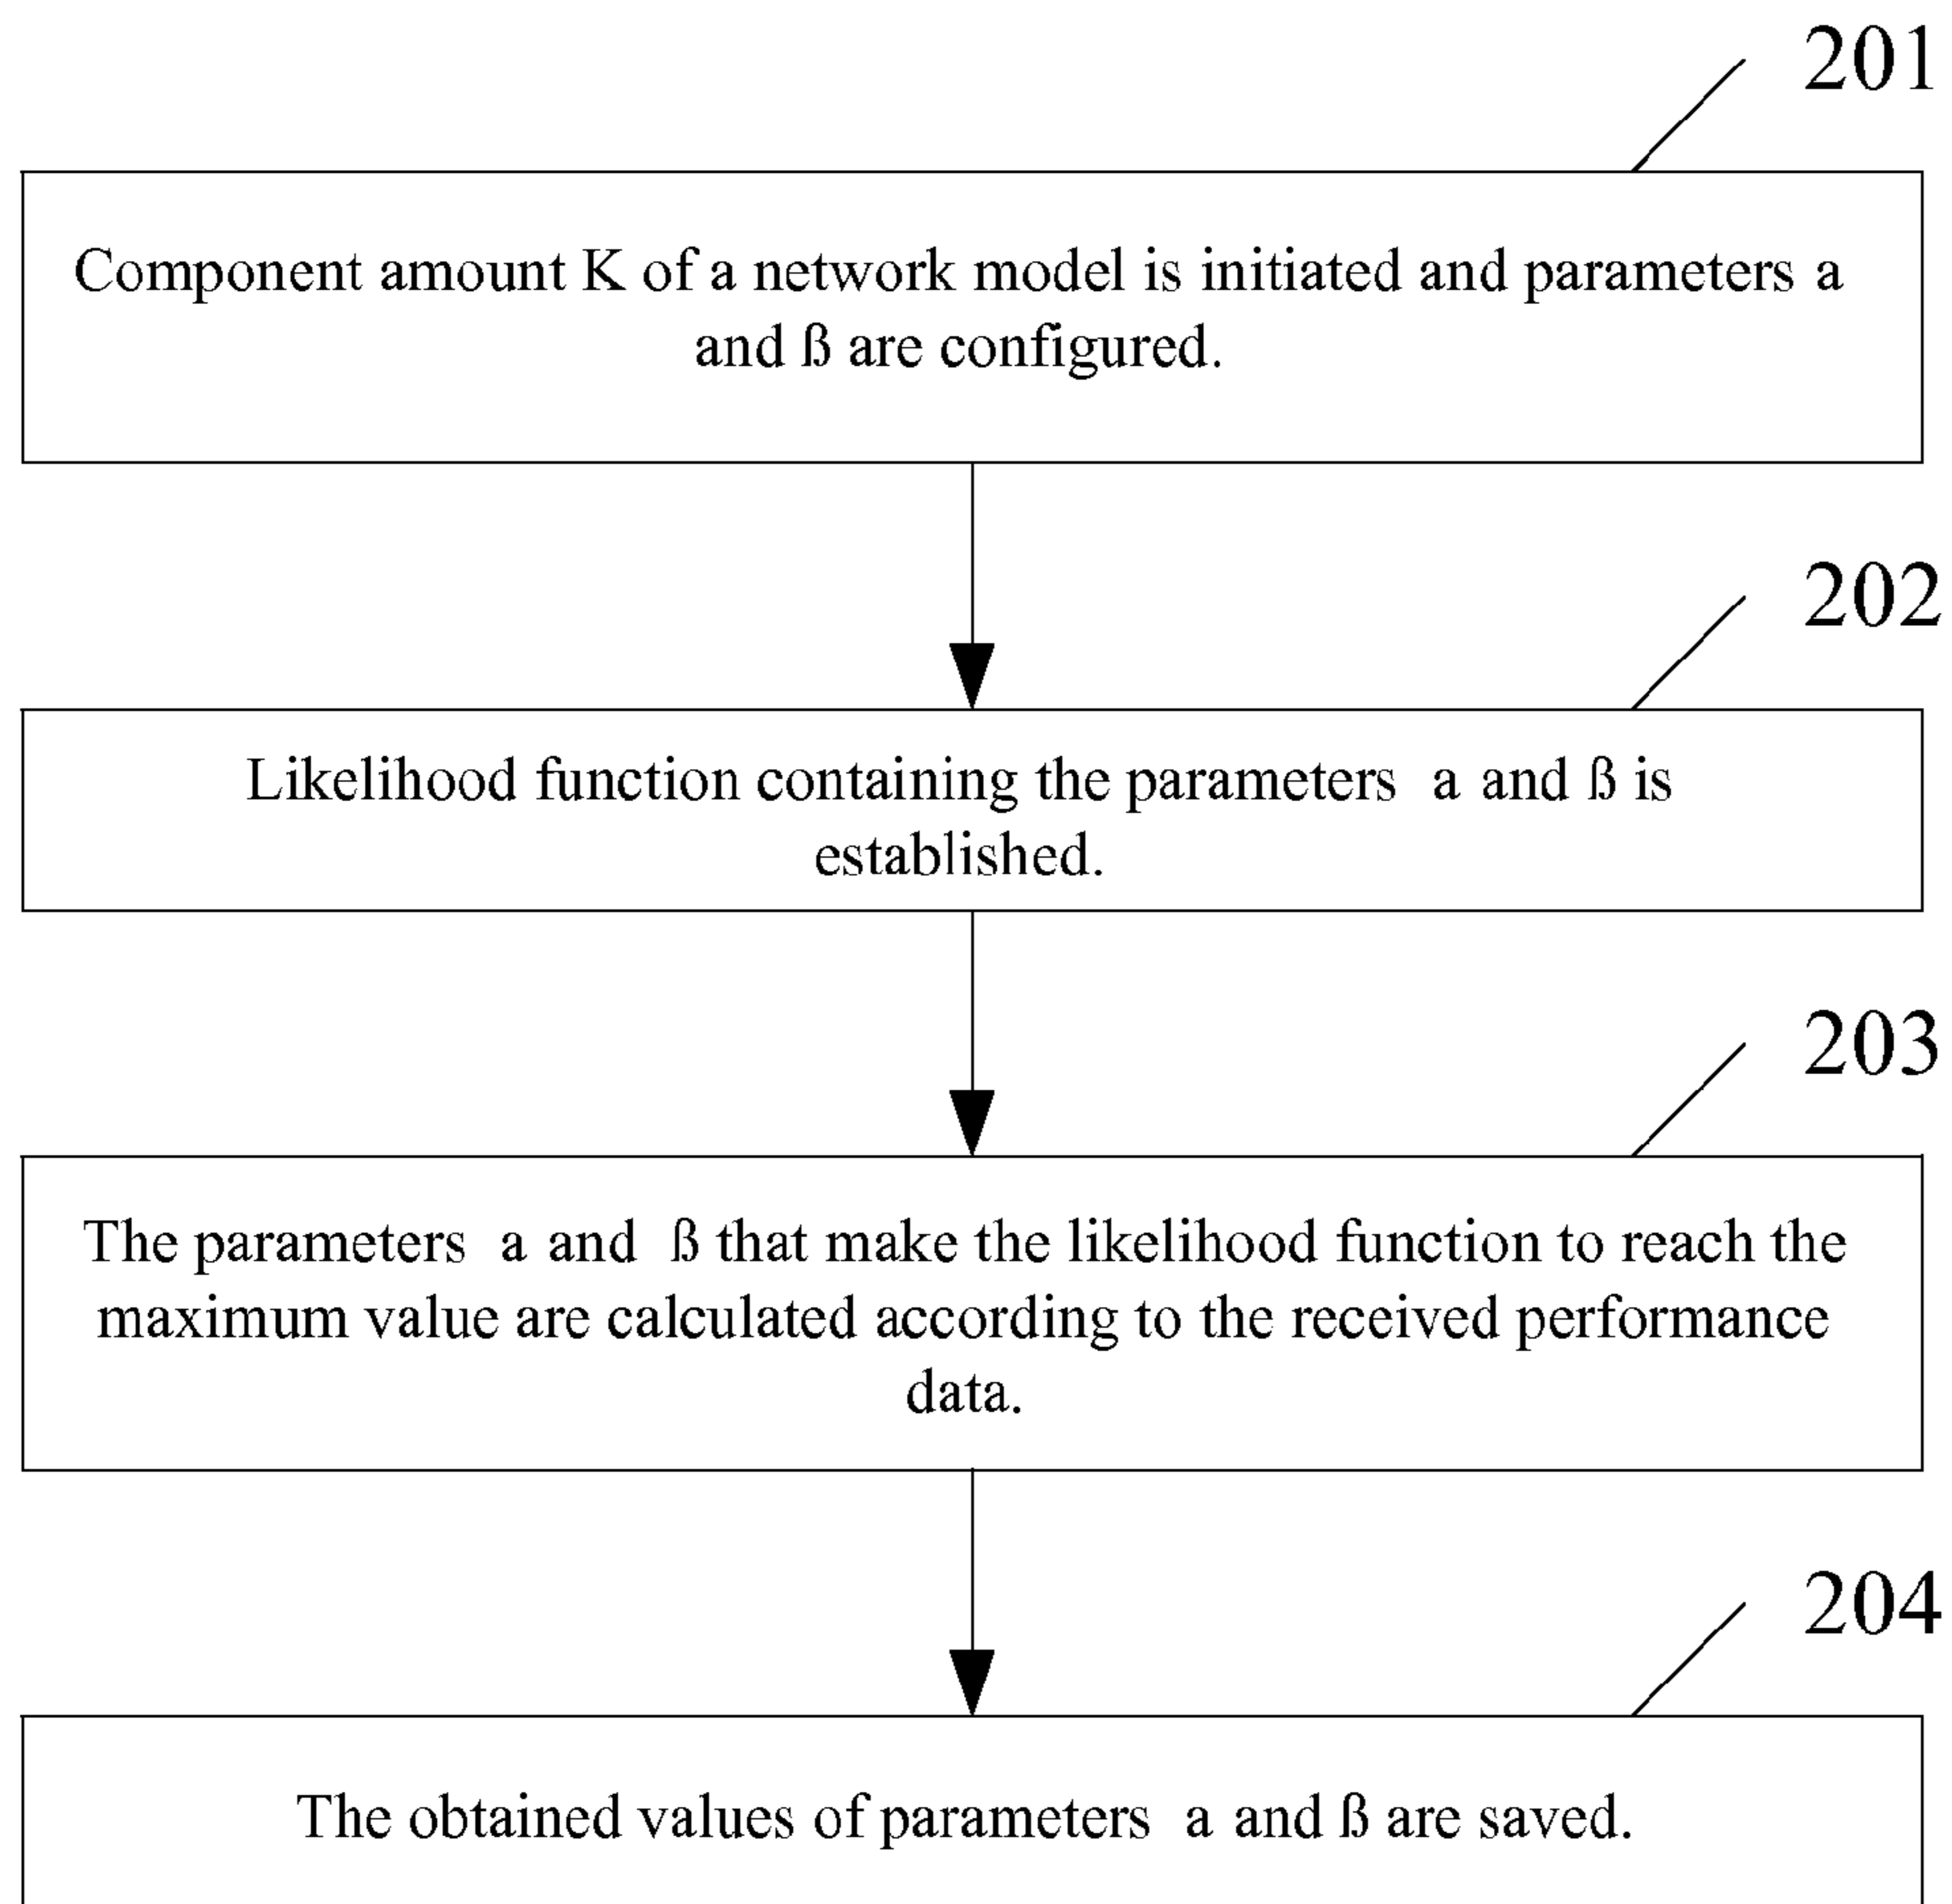 201
Component amount K of a network model is initiated and parameters a
and ß are configured.
202
Likelihood function containing the parameters a and ß is
established.
203
The parameters a and ß that make the likelihood function to reach the
maximum value are calculated according to the received performance
data.
204
The obtained values of parameters a and ß are saved.